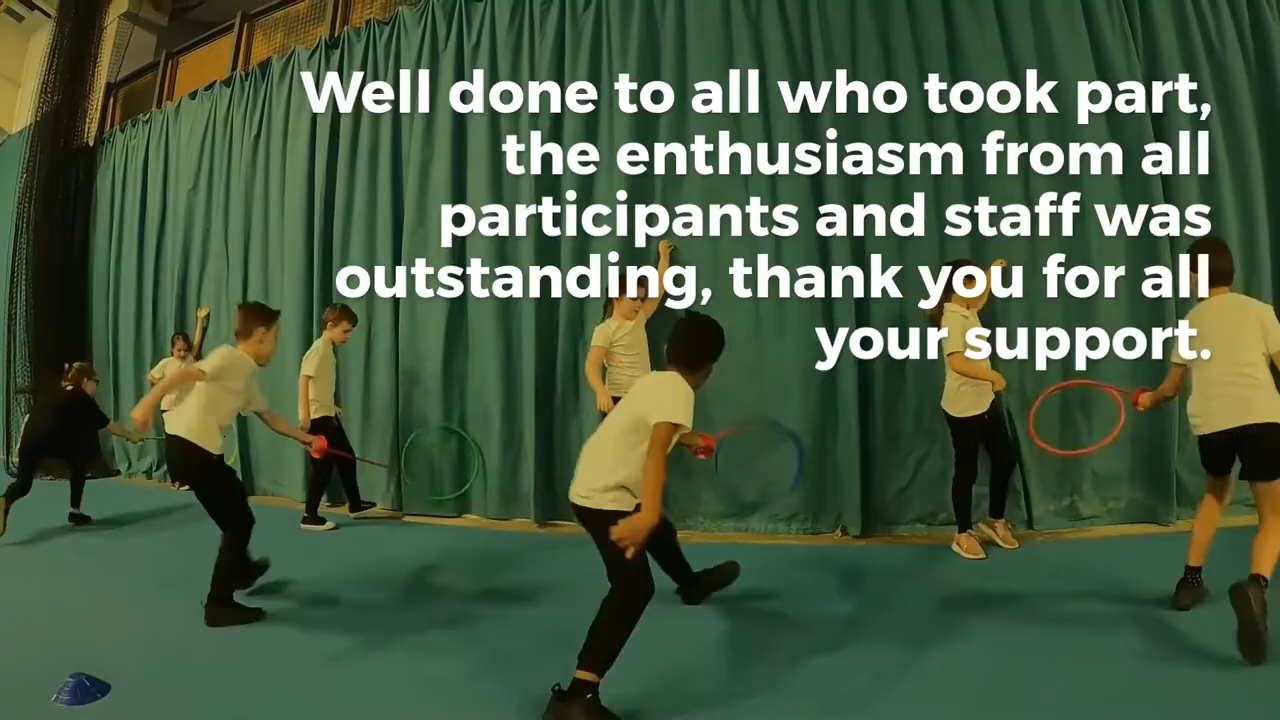 Well done to all who took part,
the enthusiasm from all
participants and staff was
outstanding, thank you for all
your support.